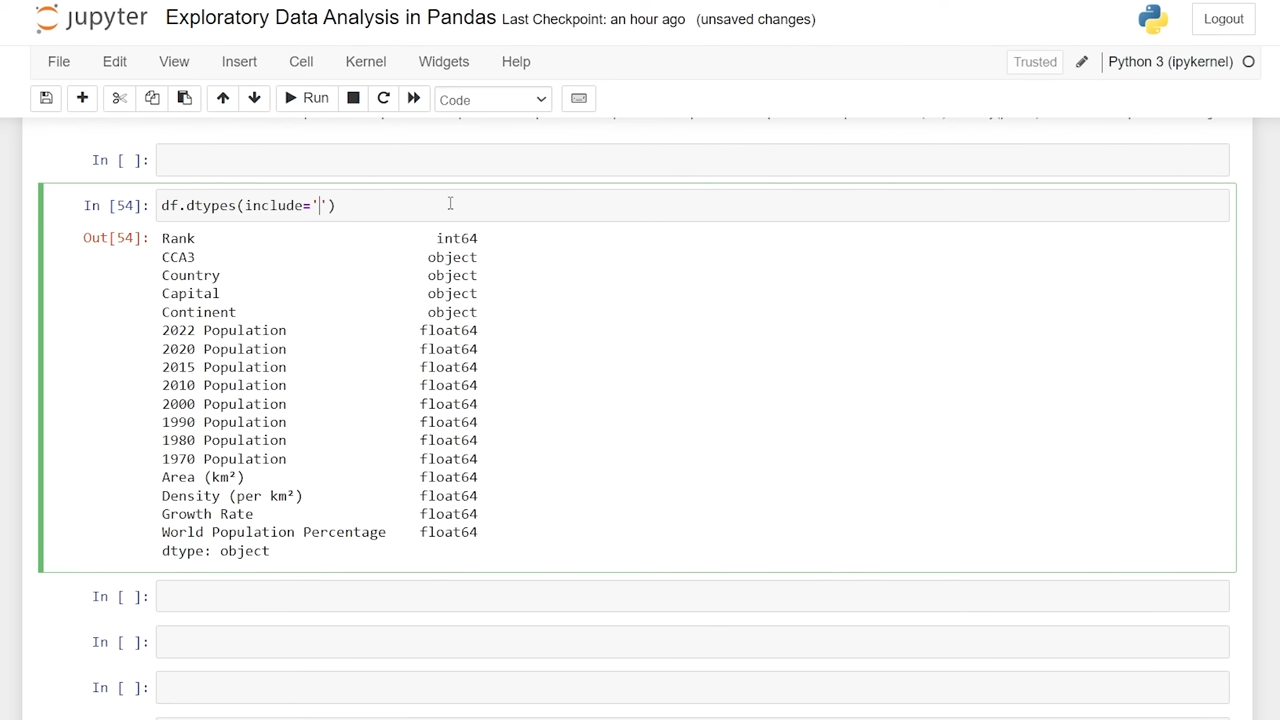 jupyter Exploratory Data Analysis in Pandas Last Checkpoint: an hour ago (unsaved changes) Logout
File Edit View Insert Cell Kernel Widgets Help Trusted Python 3 (ipykernel)
Run Code
In [ ]:
In [54]: df.dtypes(include='')
Out[54]: Rank int64
CCA3 object
Country object
Capital object
Continent object
2022 Population float64
2020 Population float64
2015 Population float64
2010 Population float64
2000 Population float64
1990 Population float64
1980 Population float64
1970 Population float64
Area (km²) float64
Density (per km²) float64
Growth Rate float64
World Population Percentage float64
dtype: object
In [ ]:
In [ ]:
In [ ]: